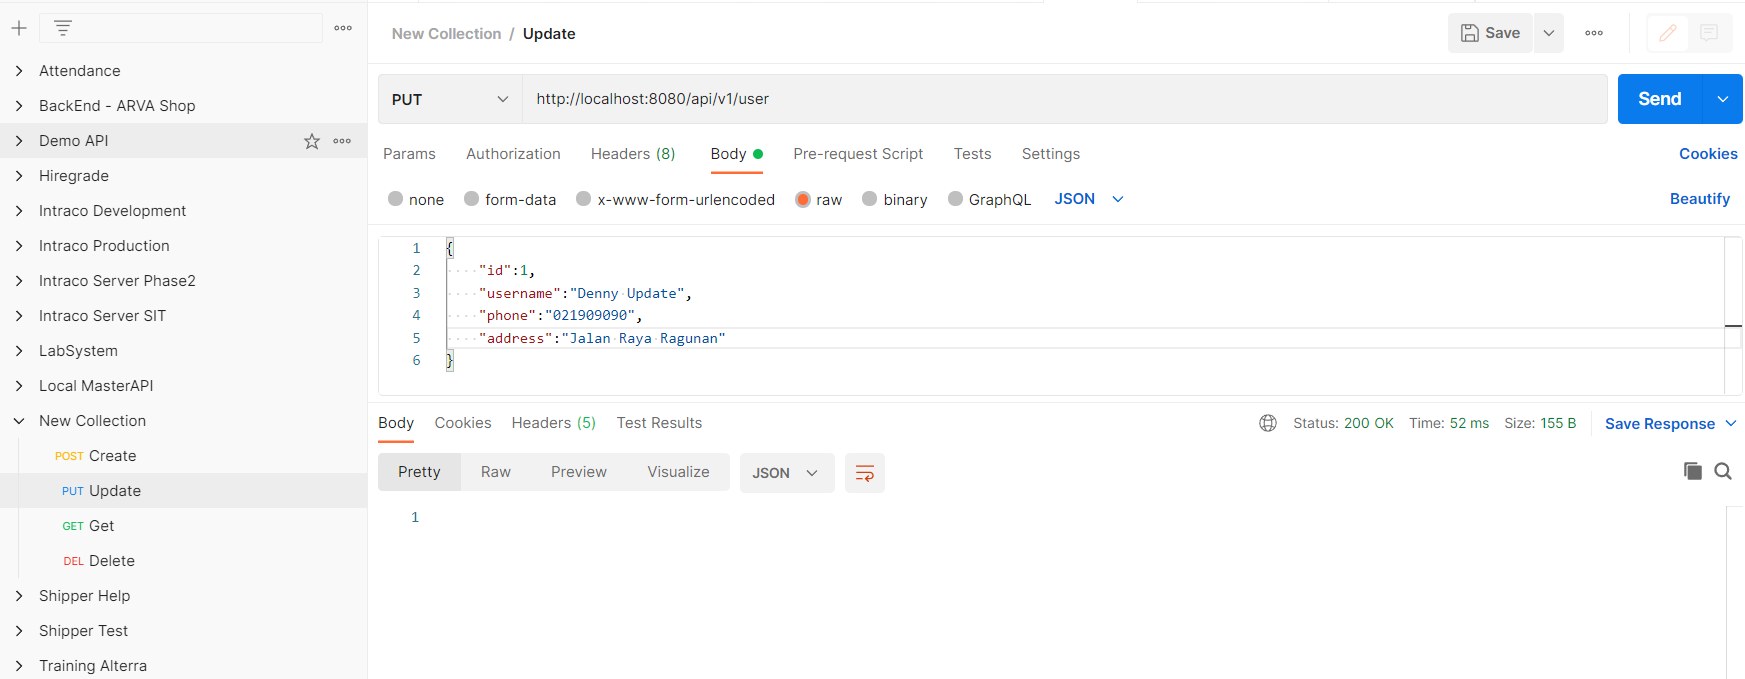 New Collection / Update
Save
PUT
http://localhost:8080/api/v1/user
Send
Params Authorization Headers (8) Body Pre-request Script Tests Settings Cookies
none form-data x-www-form-urlencoded raw binary GraphQL JSON Beautify
1 {
2 "id":1,
3 "username":"Denny Update",
4 "phone":"021909090",
5 "address":"Jalan Raya Ragunan"
6 }
Body Cookies Headers (5) Test Results Status: 200 OK Time: 52 ms Size: 155 B Save Response
Pretty Raw Preview Visualize JSON
1
Attendance
BackEnd - ARVA Shop
Demo API
Hiregrade
Intraco Development
Intraco Production
Intraco Server Phase2
Intraco Server SIT
LabSystem
Local MasterAPI
New Collection
POST Create
PUT Update
GET Get
DEL Delete
Shipper Help
Shipper Test
Training Alterra